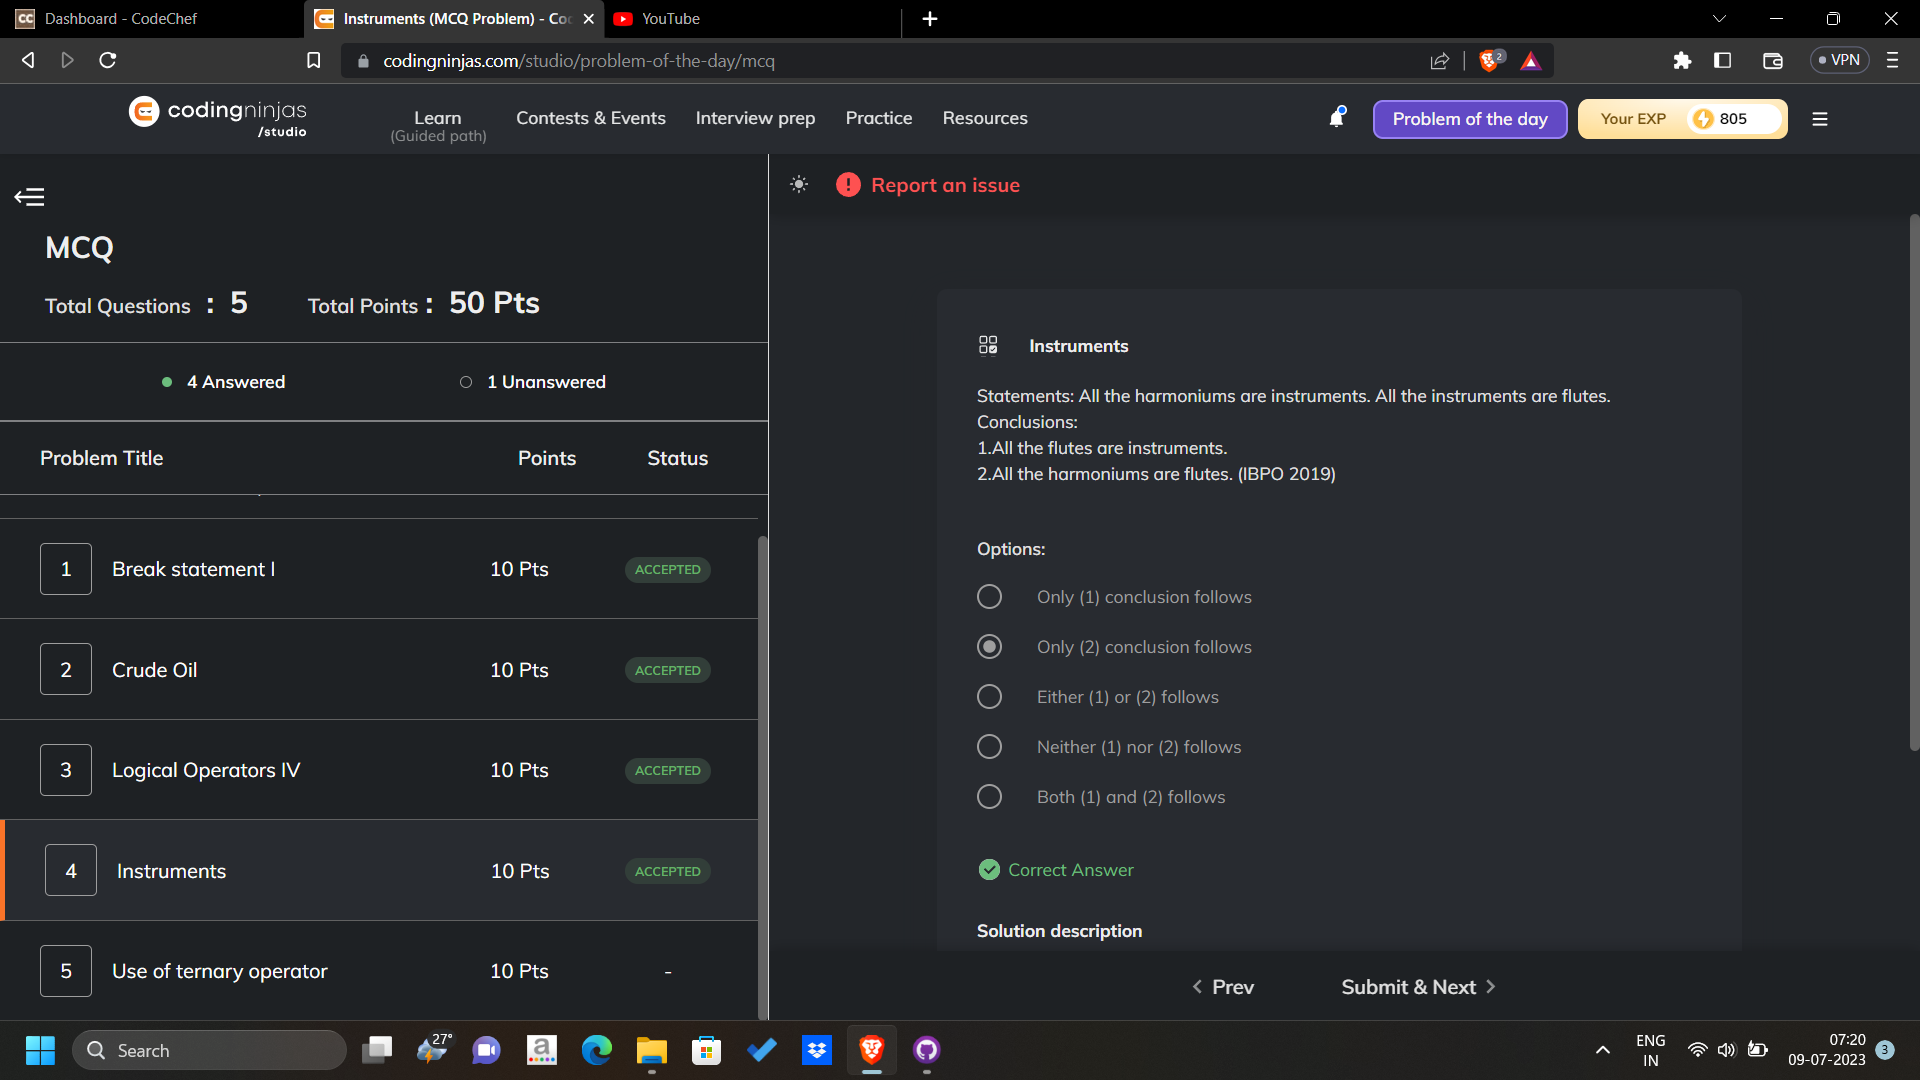 Dashboard - CodeChef
Instruments (MCQ Problem) - Co
YouTube
codingninjas.com/studio/problem-of-the-day/mcq
2
VPN
codingninjas
/studio
Learn
(Guided path)
Contests & Events
Interview prep
Practice
Resources
Problem of the day
Your EXP
805
MCQ
Total Questions : 5
Total Points : 50 Pts
4 Answered
1 Unanswered
Problem Title
Points
Status
1
Break statement I
10 Pts
ACCEPTED
2
Crude Oil
10 Pts
ACCEPTED
3
Logical Operators IV
10 Pts
ACCEPTED
4
Instruments
10 Pts
ACCEPTED
5
Use of ternary operator
10 Pts
-
Report an issue
Instruments
Statements: All the harmoniums are instruments. All the instruments are flutes.
Conclusions:
1.All the flutes are instruments.
2.All the harmoniums are flutes. (IBPO 2019)
Options:
Only (1) conclusion follows
Only (2) conclusion follows
Either (1) or (2) follows
Neither (1) nor (2) follows
Both (1) and (2) follows
Correct Answer
Solution description
Prev
Submit & Next
Search
27°
a
ENG
IN
07:20
09-07-2023
3